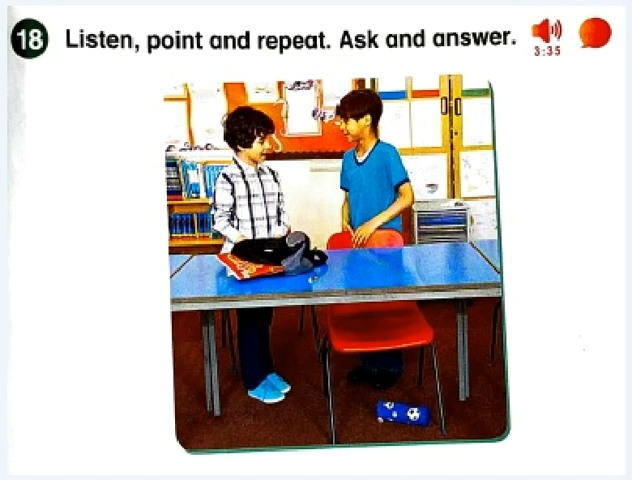 18 Listen, point and repeat. Ask and answer.
3:35